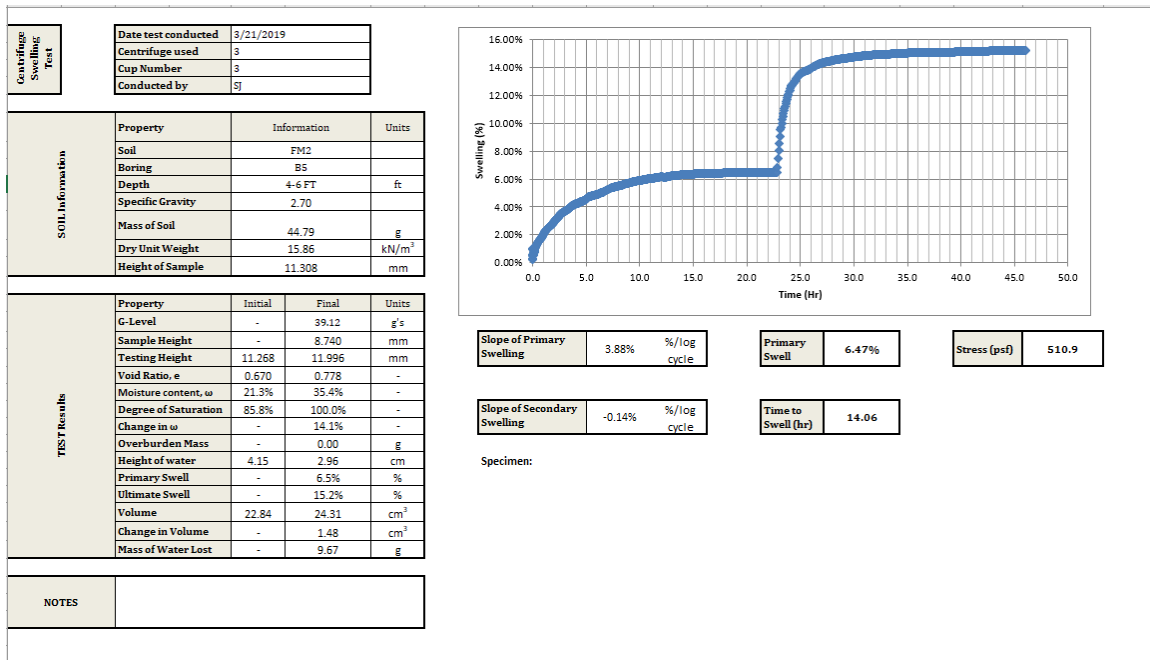 Centrifuge
Swelling
Test
Date test conducted 3/21/2019
Centrifuge used 3
Cup Number 3
Conducted by SJ
SOIL Information
Property Information Units
Soil FM2
Boring B5
Depth 4-6 FT ft
Specific Gravity 2.70
Mass of Soil 44.79 g
Dry Unit Weight 15.86 kN/m³
Height of Sample 11.308 mm
TEST Results
Property Initial Final Units
G-Level - 39.12 g's
Sample Height - 8.740 mm
Testing Height 11.268 11.996 mm
Void Ratio, e 0.670 0.778 -
Moisture content, ω 21.3% 35.4% -
Degree of Saturation 85.8% 100.0% -
Change in ω - 14.1% -
Overburden Mass - 0.00 g
Height of water 4.15 2.96 cm
Primary Swell - 6.5% %
Ultimate Swell - 15.2% %
Volume 22.84 24.31 cm³
Change in Volume - 1.48 cm³
Mass of Water Lost - 9.67 g
NOTES
Swelling (%)
16.00%
14.00%
12.00%
10.00%
8.00%
6.00%
4.00%
2.00%
0.00%
0.0 5.0 10.0 15.0 20.0 25.0 30.0 35.0 40.0 45.0 50.0
Time (Hr)
Slope of Primary
Swelling
3.88%
%/log
cycle
Primary
Swell
6.47%
Stress (psf) 510.9
Slope of Secondary
Swelling
-0.14%
%/log
cycle
Time to
Swell (hr)
14.06
Specimen: